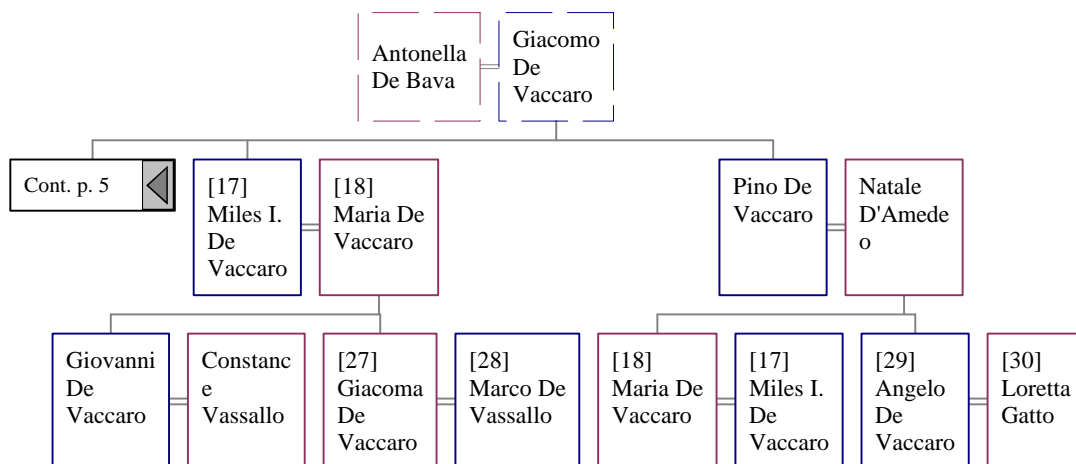 Antonella
De Bava
Giacomo
De
Vaccaro
Cont. p. 5
[17]
Miles I.
De
Vaccaro
[18]
Maria De
Vaccaro
Pino De
Vaccaro
Natale
D'Amede
o
Giovanni
De
Vaccaro
Constanc
e
Vassallo
[27]
Giacoma
De
Vaccaro
[28]
Marco De
Vassallo
[18]
Maria De
Vaccaro
[17]
Miles I.
De
Vaccaro
[29]
Angelo
De
Vaccaro
[30]
Loretta
Gatto